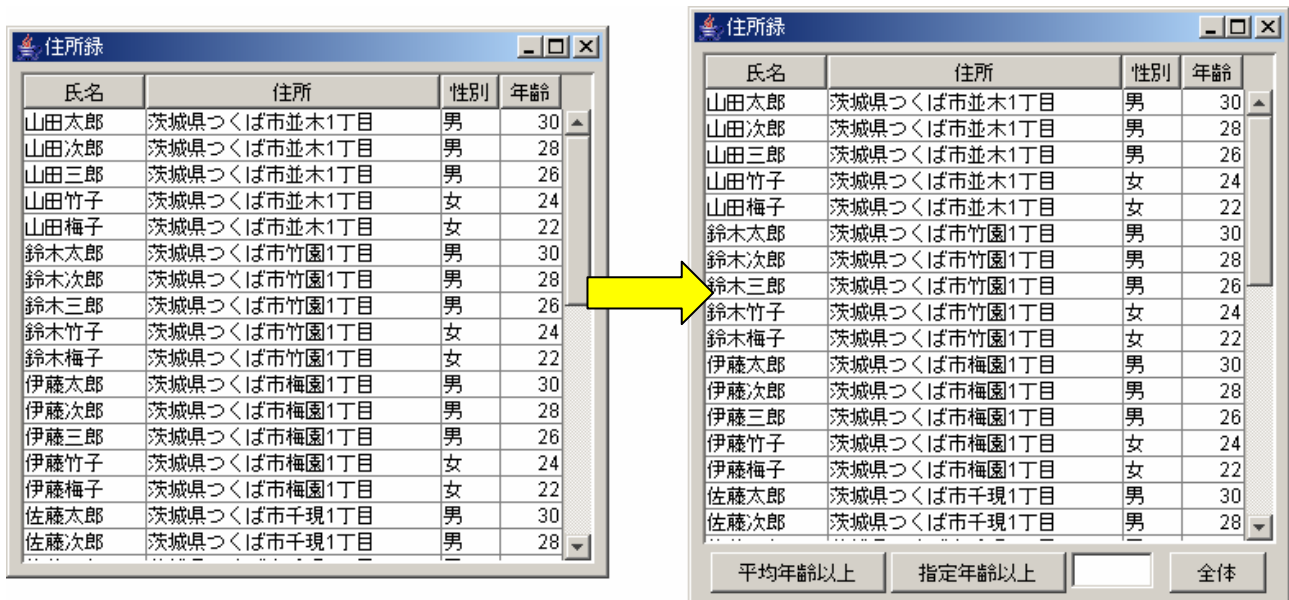 住所録
氏名 住所 性別 年齢
山田太郎 茨城県つくば市並木1丁目 男 30
山田次郎 茨城県つくば市並木1丁目 男 28
山田三郎 茨城県つくば市並木1丁目 男 26
山田竹子 茨城県つくば市並木1丁目 女 24
山田梅子 茨城県つくば市並木1丁目 女 22
鈴木太郎 茨城県つくば市竹園1丁目 男 30
鈴木次郎 茨城県つくば市竹園1丁目 男 28
鈴木三郎 茨城県つくば市竹園1丁目 男 26
鈴木竹子 茨城県つくば市竹園1丁目 女 24
鈴木梅子 茨城県つくば市竹園1丁目 女 22
伊藤太郎 茨城県つくば市梅園1丁目 男 30
伊藤次郎 茨城県つくば市梅園1丁目 男 28
伊藤三郎 茨城県つくば市梅園1丁目 男 26
伊藤竹子 茨城県つくば市梅園1丁目 女 24
伊藤梅子 茨城県つくば市梅園1丁目 女 22
佐藤太郎 茨城県つくば市千現1丁目 男 30
佐藤次郎 茨城県つくば市千現1丁目 男 28
住所録
氏名 住所 性別 年齢
山田太郎 茨城県つくば市並木1丁目 男 30
山田次郎 茨城県つくば市並木1丁目 男 28
山田三郎 茨城県つくば市並木1丁目 男 26
山田竹子 茨城県つくば市並木1丁目 女 24
山田梅子 茨城県つくば市並木1丁目 女 22
鈴木太郎 茨城県つくば市竹園1丁目 男 30
鈴木次郎 茨城県つくば市竹園1丁目 男 28
鈴木三郎 茨城県つくば市竹園1丁目 男 26
鈴木竹子 茨城県つくば市竹園1丁目 女 24
鈴木梅子 茨城県つくば市竹園1丁目 女 22
伊藤太郎 茨城県つくば市梅園1丁目 男 30
伊藤次郎 茨城県つくば市梅園1丁目 男 28
伊藤三郎 茨城県つくば市梅園1丁目 男 26
伊藤竹子 茨城県つくば市梅園1丁目 女 24
伊藤梅子 茨城県つくば市梅園1丁目 女 22
佐藤太郎 茨城県つくば市千現1丁目 男 30
佐藤次郎 茨城県つくば市千現1丁目 男 28
平均年齢以上 指定年齢以上 全体